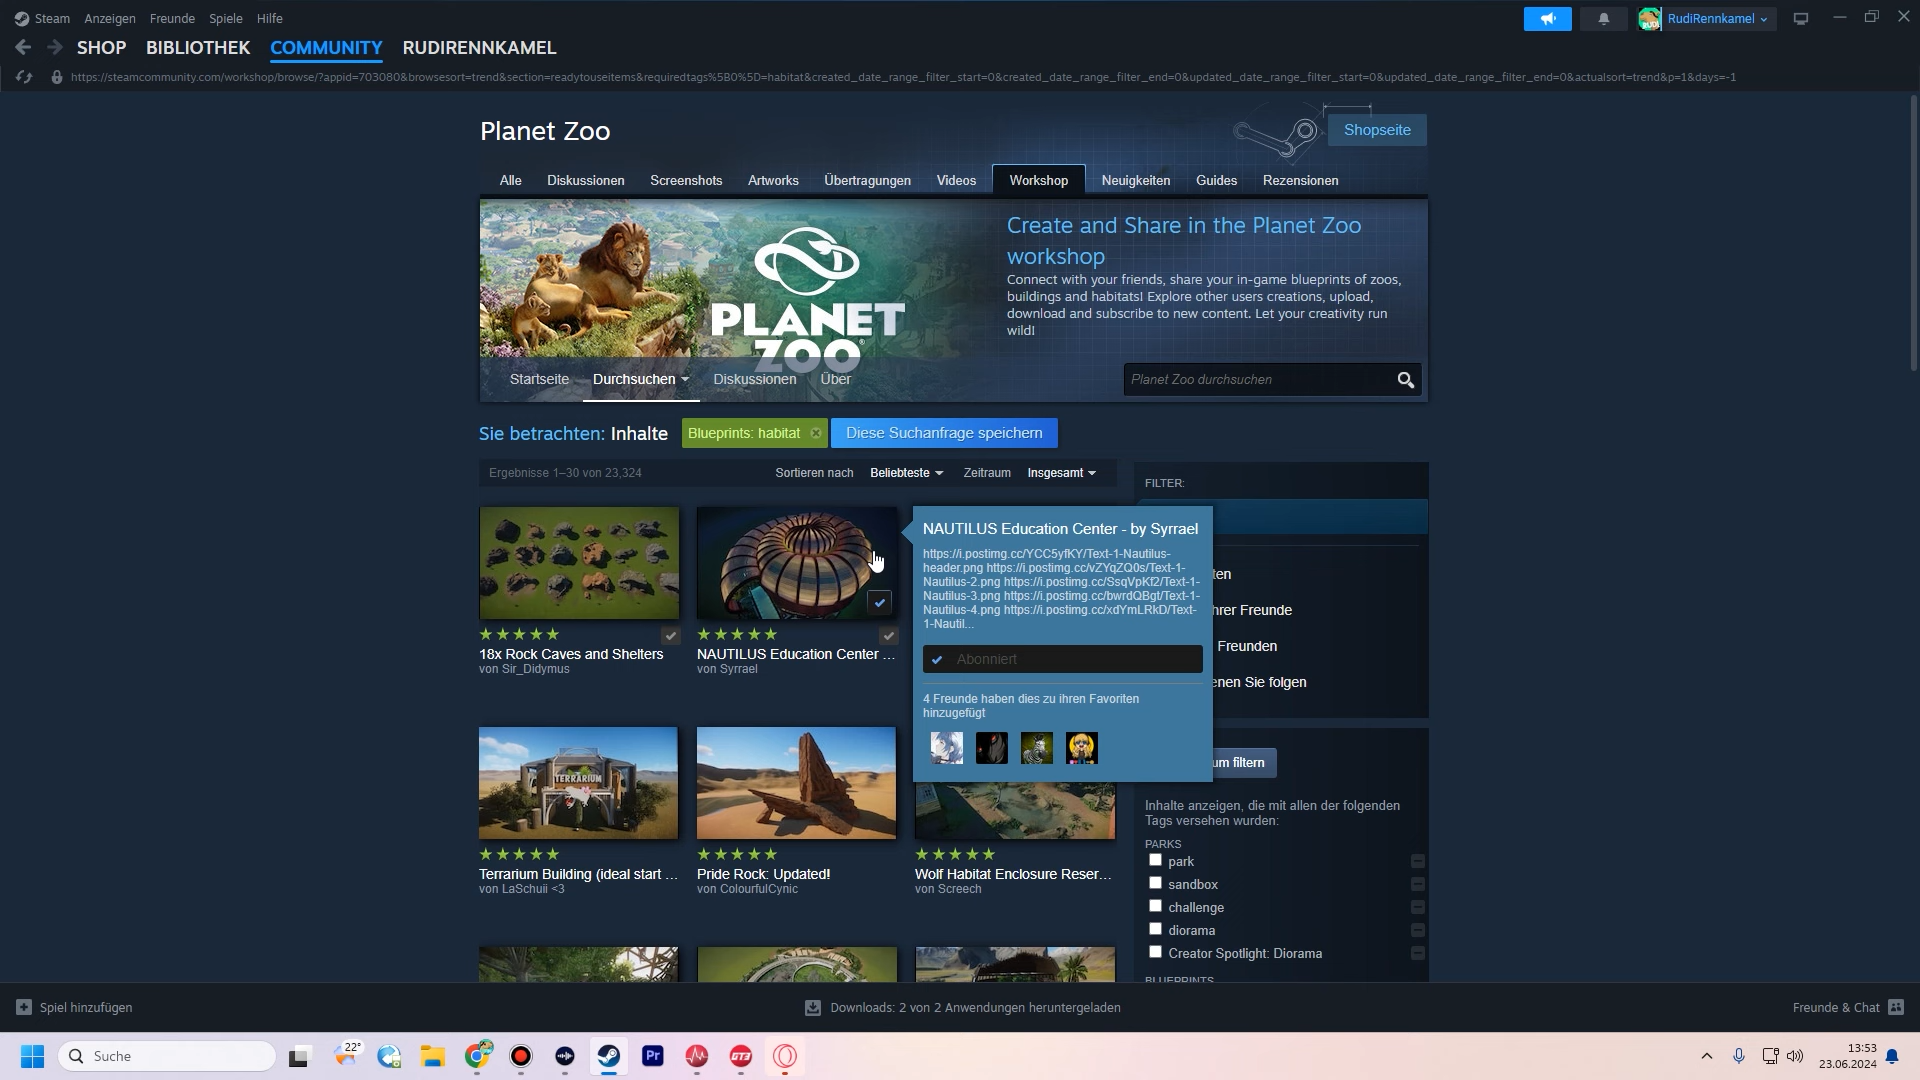 Steam Anzeigen Freunde Spiele Hilfe
RudiRennkamel
SHOP BIBLIOTHEK COMMUNITY RUDIRENNKAMEL
https://steamcommunity.com/workshop/browse/?appid=703080&browsesort=trend&section=readytouseitems&requiredtags%5B0%5D=habitat&created_date_range_filter_start=0&created_date_range_filter_end=0&updated_date_range_filter_start=0&updated_date_range_filter_end=0&actualsort=trend&p=1&days=-1
Planet Zoo
Shopseite
Alle Diskussionen Screenshots Artworks Übertragungen Videos Workshop Neuigkeiten Guides Rezensionen
PLANET
ZOO
Create and Share in the Planet Zoo
workshop
Connect with your friends, share your in-game blueprints of zoos,
buildings and habitats! Explore other users creations, upload,
download and subscribe to new content. Let your creativity run
wild!
Startseite Durchsuchen Diskussionen Über
Planet Zoo durchsuchen
Sie betrachten: Inhalte Blueprints: habitat Diese Suchanfrage speichern
Ergebnisse 1–30 von 23,324 Sortieren nach Beliebteste Zeitraum Insgesamt
18x Rock Caves and Shelters
von Sir_Didymus
NAUTILUS Education Center ...
von Syrrael
NAUTILUS Education Center - by Syrrael
https://i.postimg.cc/YCC5yfKY/Text-1-Nautilus-
header.png https://i.postimg.cc/vZYqZQ0s/Text-1-
Nautilus-2.png https://i.postimg.cc/SsqVpKf2/Text-1-
Nautilus-3.png https://i.postimg.cc/bwrdQBgt/Text-1-
Nautilus-4.png https://i.postimg.cc/xdYmLRkD/Text-
1-Nautil...
Abonniert
4 Freunde haben dies zu ihren Favoriten
hinzugefügt
TERRARIUM
Terrarium Building (ideal start ...
von LaSchuii <3
Pride Rock: Updated!
von ColourfulCynic
Wolf Habitat Enclosure Reser...
von Screech
FILTER:
ten
hrer Freunde
Freunden
enen Sie folgen
um filtern
Inhalte anzeigen, die mit allen der folgenden
Tags versehen wurden:
PARKS
park
sandbox
challenge
diorama
Creator Spotlight: Diorama
BLUEPRINTS
Spiel hinzufügen
Downloads: 2 von 2 Anwendungen heruntergeladen
Freunde & Chat
Suche
22°
Pr
GT3
13:53
23.06.2024